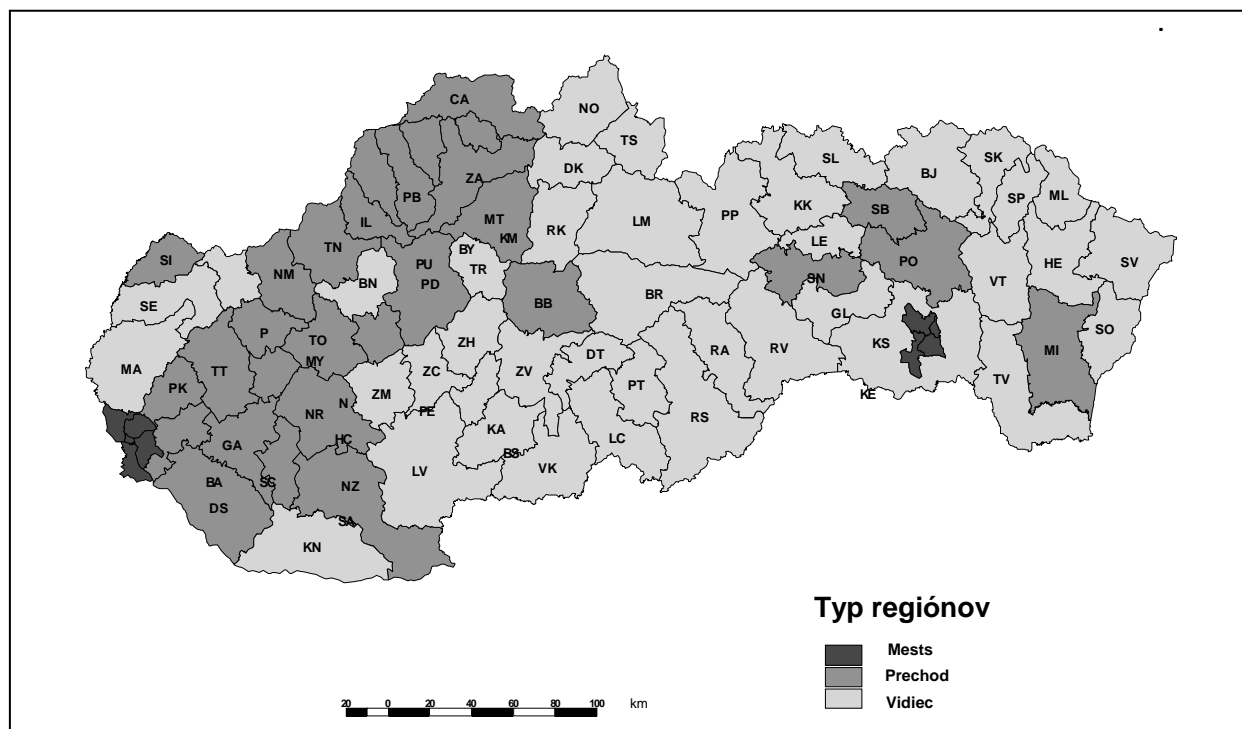 CA
NO
TS
DK
ZA
PB
IL
MT
KM
RK
LM
PP
SL
KK
LE
BJ
SK
SP
ML
SB
PO
HE
SV
VT
SI
SE
NM
TN
BN
PU
PD
BY
TR
BB
BR
SN
GL
KS
KE
MI
SO
TV
MA
PK
TT
P
TO
MY
ZH
ZC
ZM
ZV
DT
PT
RA
RV
RS
NR
N
HC
PE
KA
BS
VK
LC
LV
GA
SC
BA
DS
NZ
SA
KN
Typ regiónov
Mests
Prechod
Vidiec
20 0 20 40 60 80 100 km